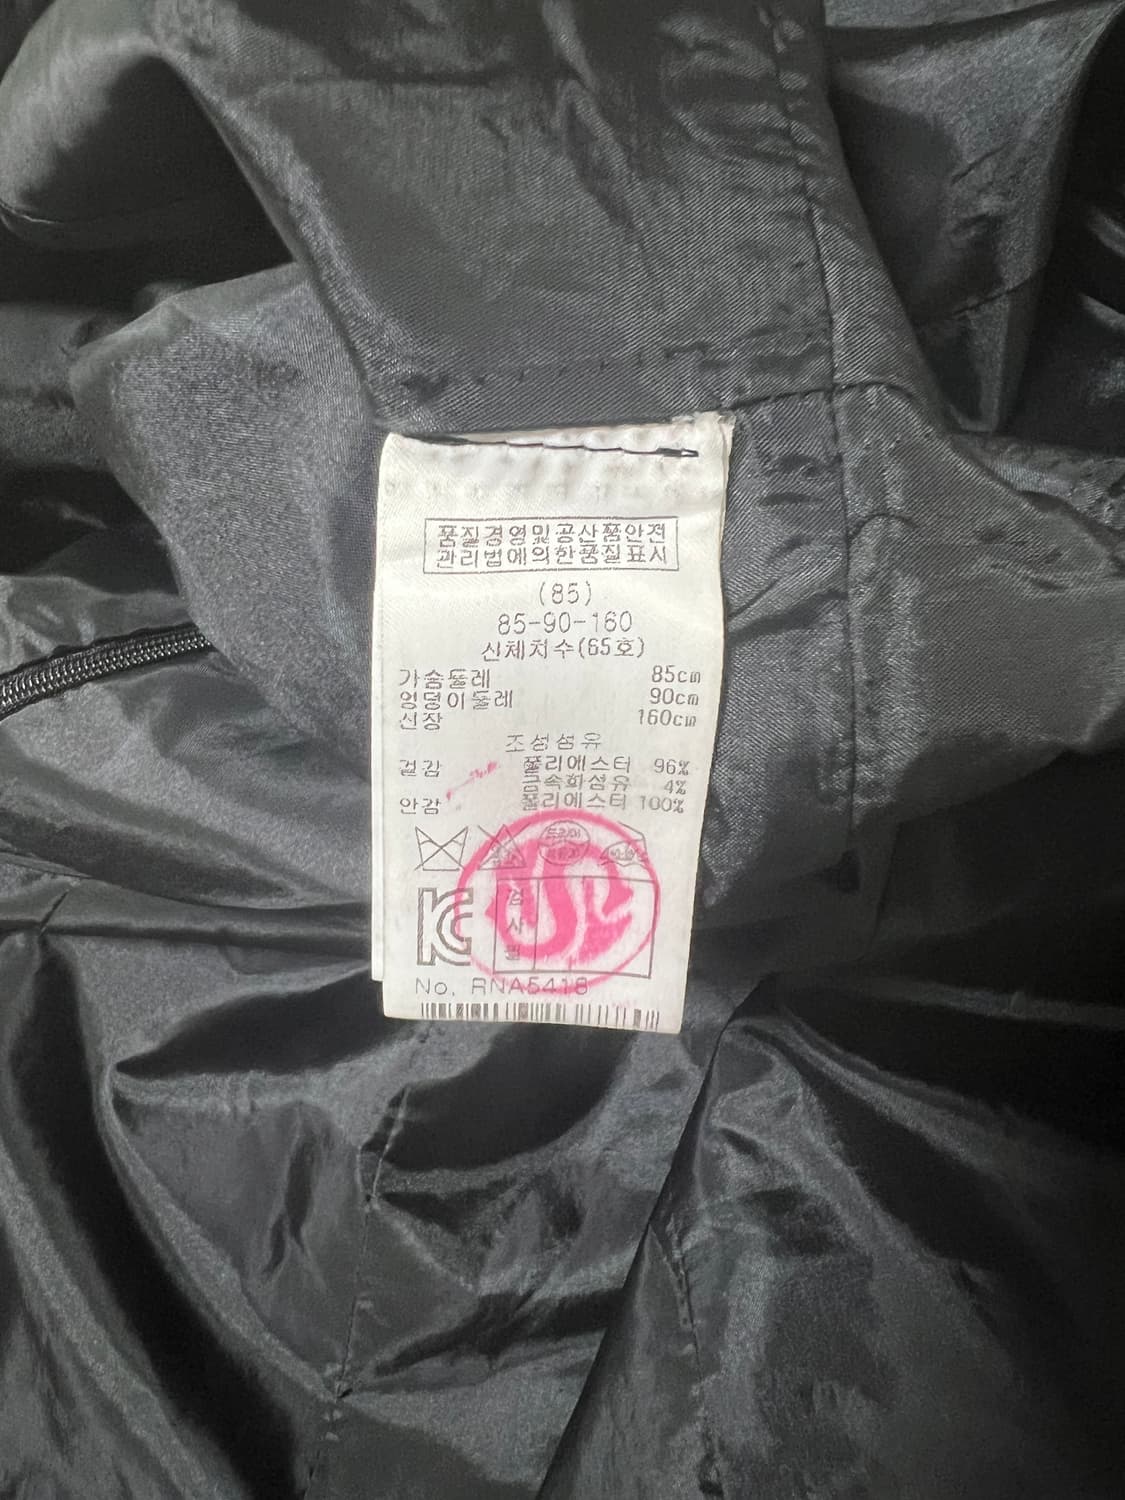 품질경영및공산품안전
관리법에의한품질표시
(85)
85-90-160
신체치수(65호)
가슴둘레 85cm
엉덩이둘레 90cm
신장 160cm
조성섬유
겉감 폴리에스터 96%
금속화섬유 4%
안감 폴리에스터 100%
드라이
검
사
필
No. RNA5418